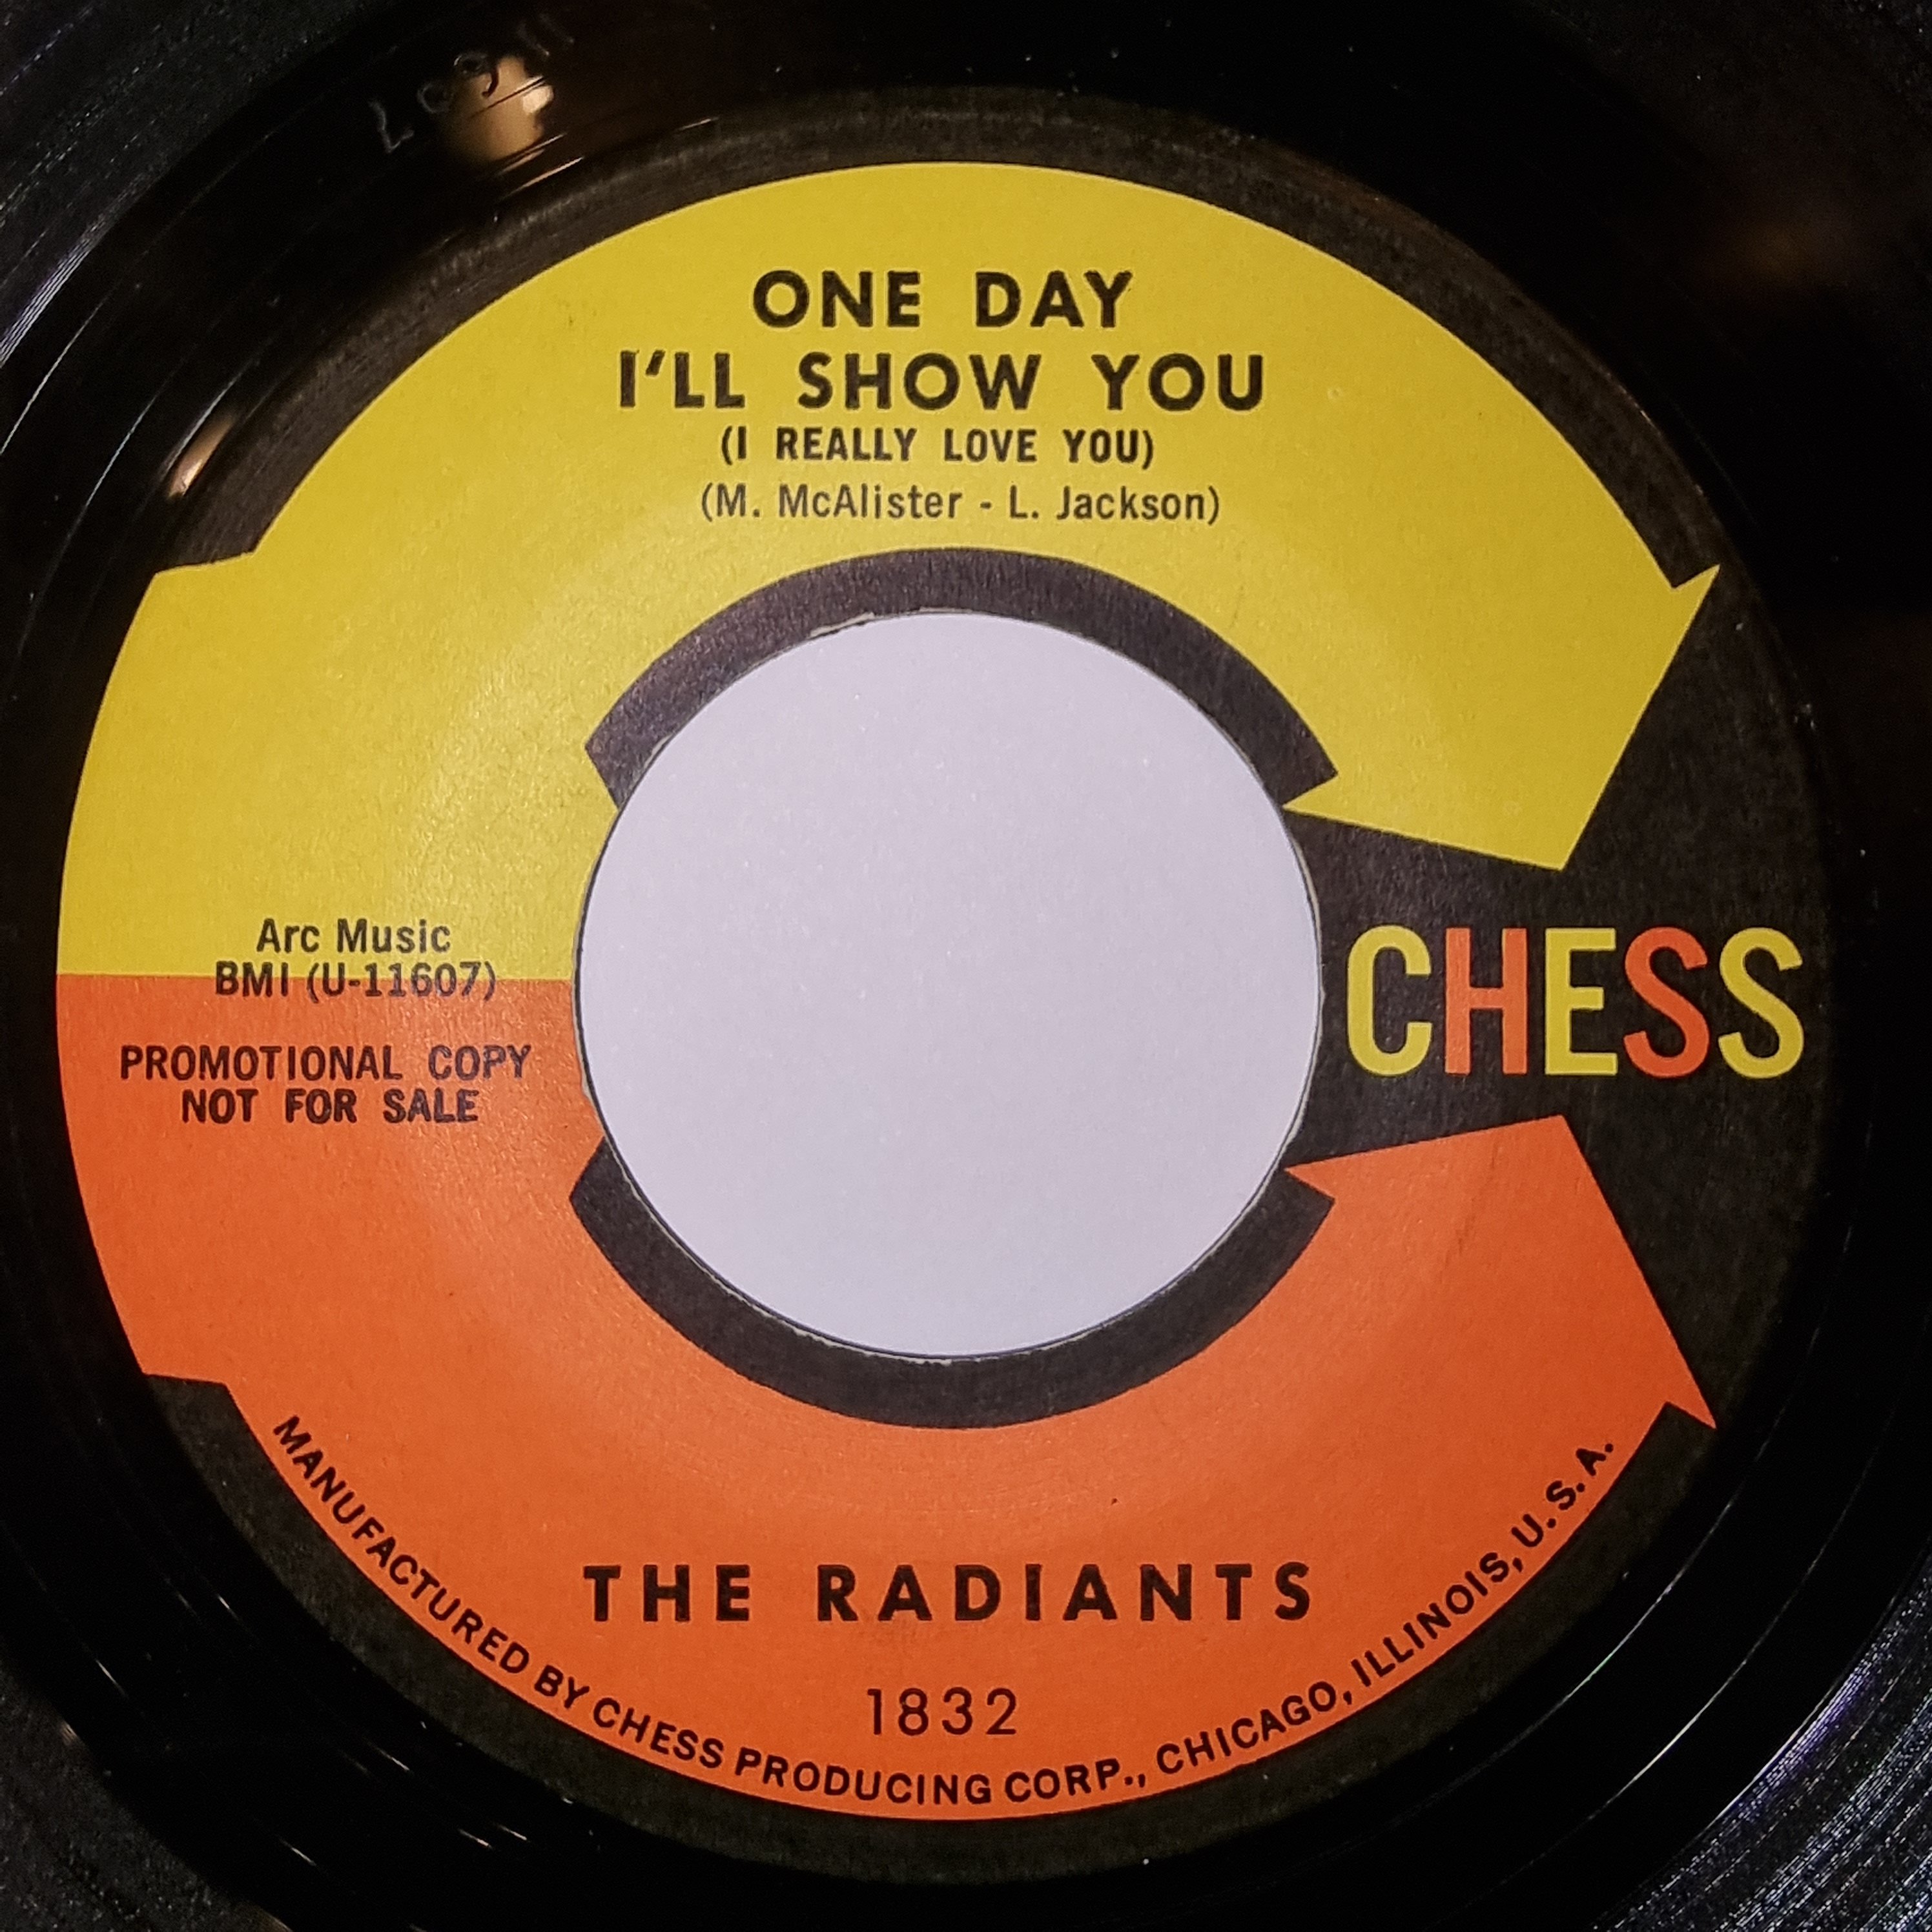 ONE DAY
I'LL SHOW YOU
(I REALLY LOVE YOU)
(M. McAlister - L. Jackson)
Arc Music
BMI (U-11607)
PROMOTIONAL COPY
NOT FOR SALE
CHESS
THE RADIANTS
1832
MANUFACTURED BY CHESS PRODUCING CORP., CHICAGO, ILLINOIS, U.S.A.